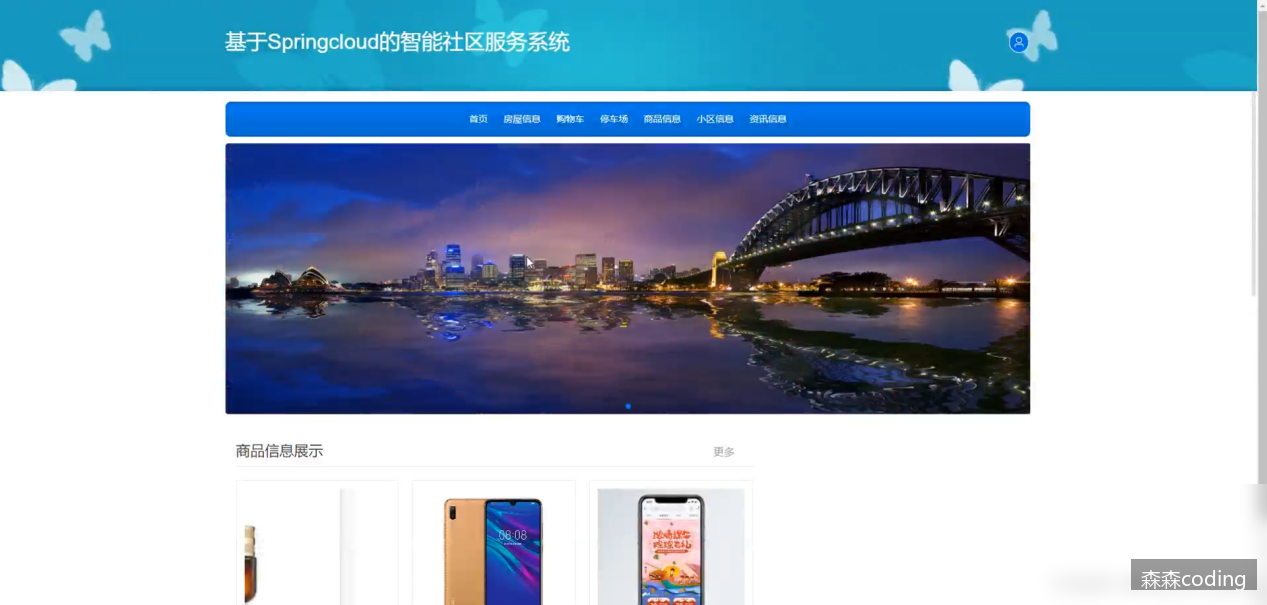 基于Springcloud的智能社区服务系统
首页 房屋信息 购物车 停车场 商品信息 小区信息 资讯信息
商品信息展示 更多
08:08
森森coding